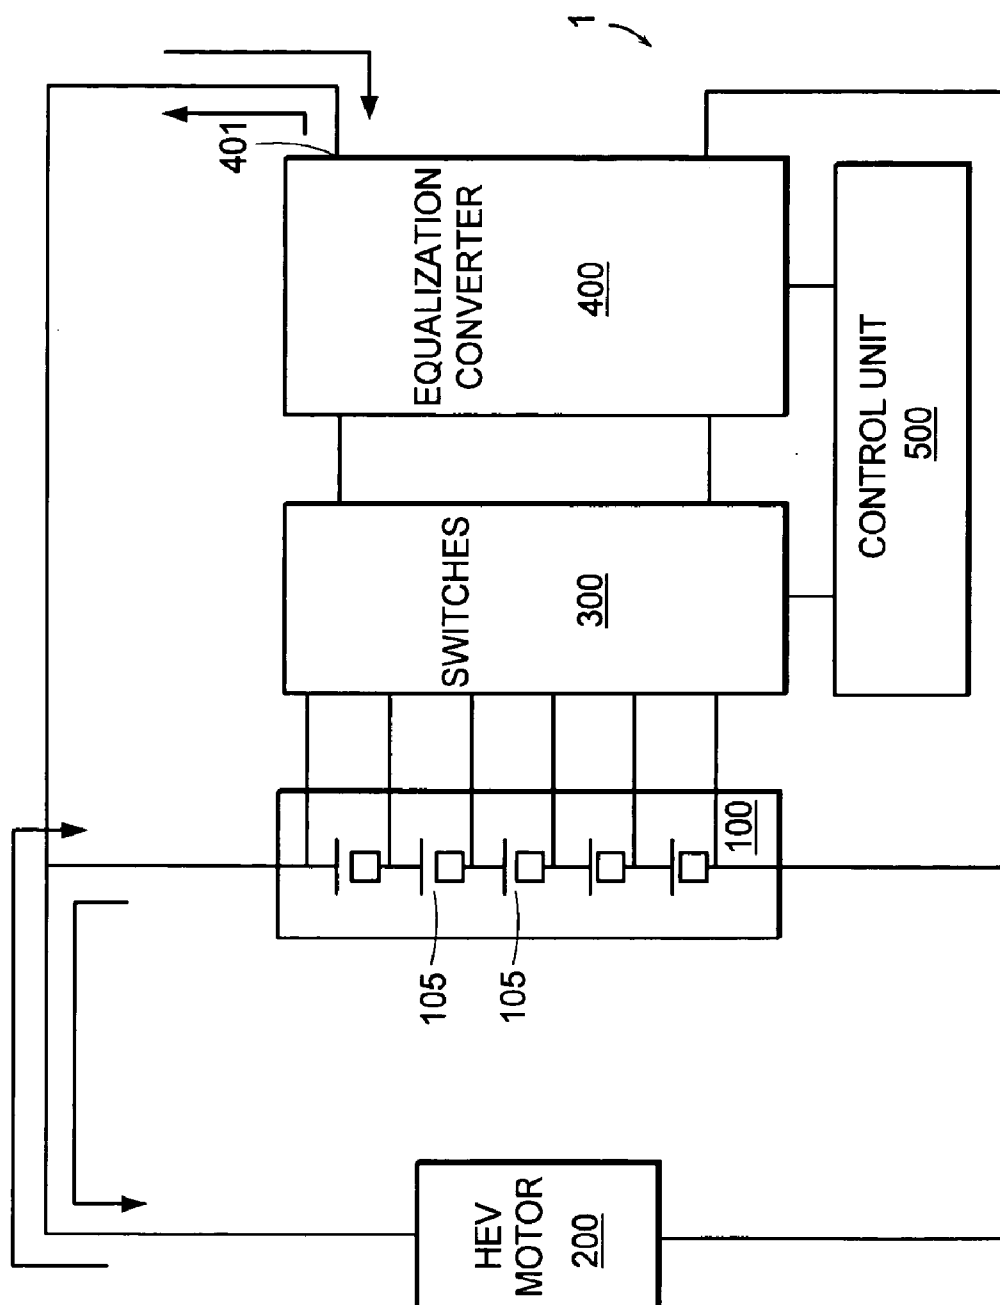 1
401
EQUALIZATION
CONVERTER
400
SWITCHES
300
CONTROL UNIT
500
100
105
105
HEV
MOTOR
200